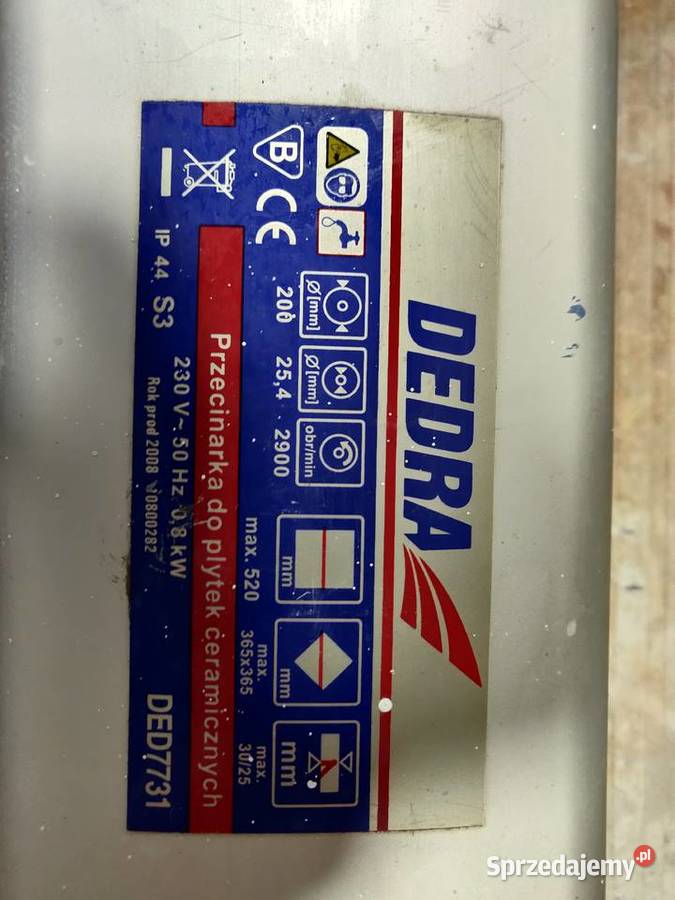 DEDRA
Ø[mm]
200
Ø[mm]
25,4
obr/min
2900
mm
max. 520
mm
max.
365x365
mm
max.
30/25
B
CE
Przecinarka do płytek ceramicznych
IP 44 S3
230 V~ 50 Hz 0,8 kW
Rok prod 2008
DED7731
Sprzedajemy.pl